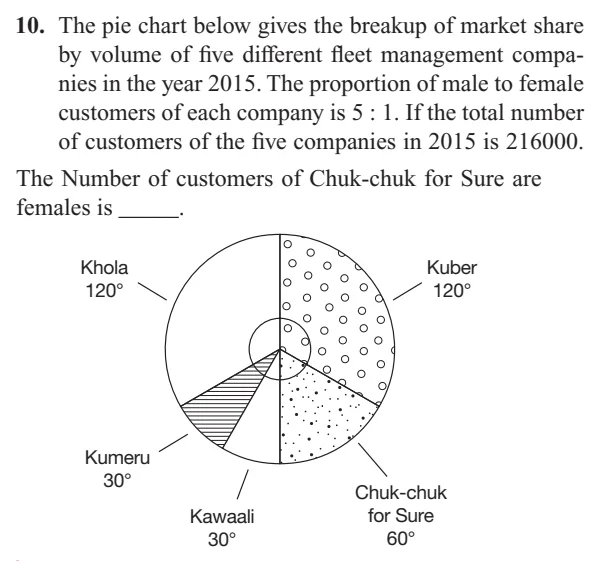 10. The pie chart below gives the breakup of market share
by volume of five different fleet management compa-
nies in the year 2015. The proportion of male to female
customers of each company is 5 : 1. If the total number
of customers of the five companies in 2015 is 216000.
The Number of customers of Chuk-chuk for Sure are
females is _____.
Khola
120°
Kuber
120°
Kumeru
30°
Kawaali
30°
Chuk-chuk
for Sure
60°